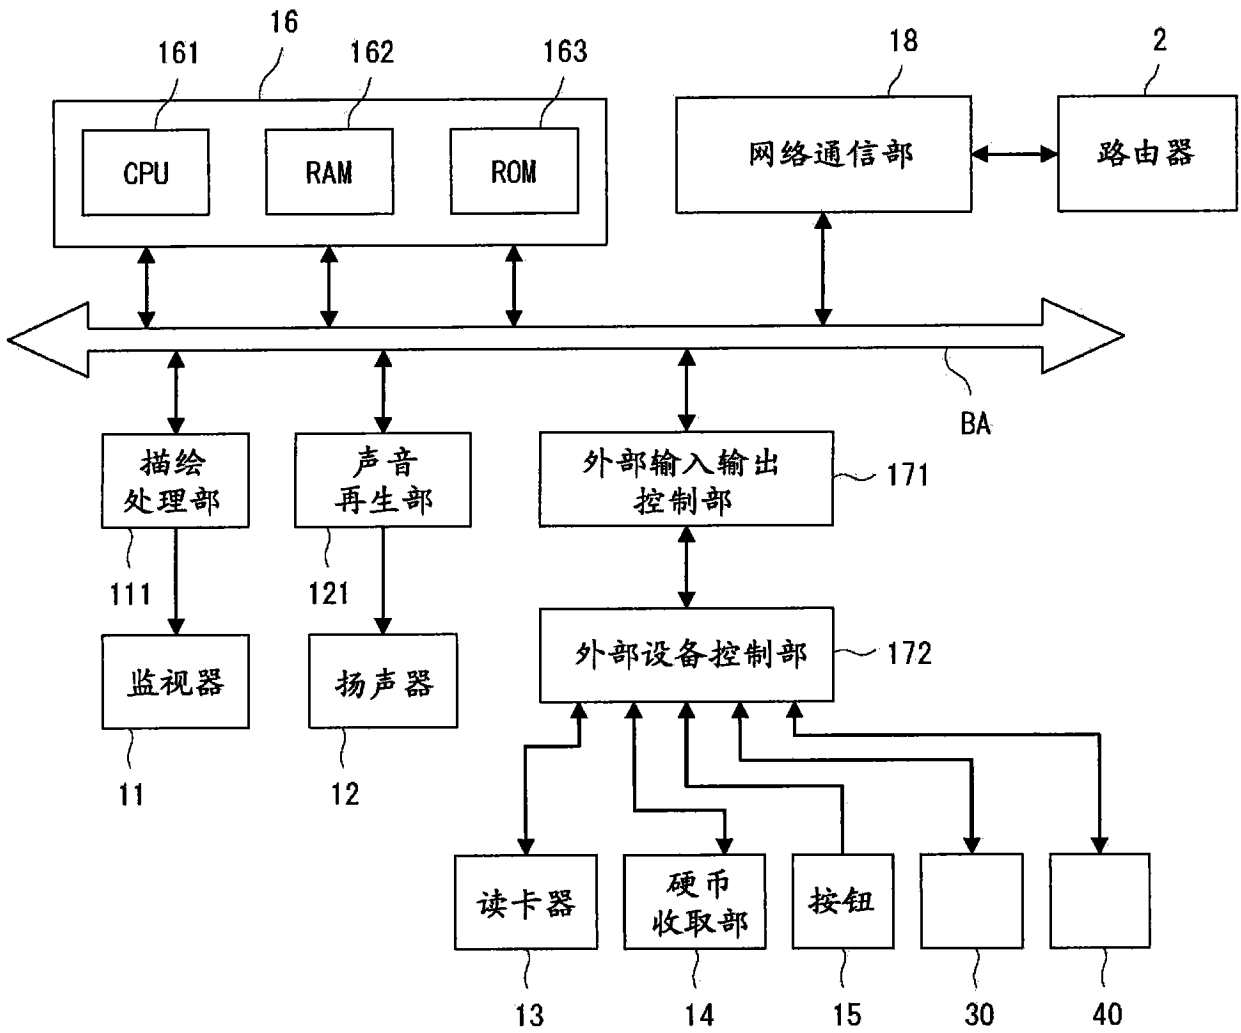 16
161
162
163
18
2
CPU
RAM
ROM
网络通信部
路由器
BA
描绘
处理部
声音
再生部
外部输入输出
控制部
171
111
121
监视器
扬声器
外部设备控制部
172
11
12
读卡器
硬币
收取部
按钮
13
14
15
30
40